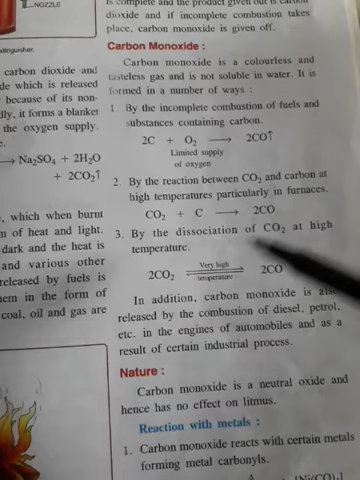 NOZZLE
xtinguisher.
carbon dioxide and
de which is released
because of its non-
dly, it forms a blanket
the oxygen supply.
e.
⟶ Na₂SO₄ + 2H₂O
+ 2CO₂↑
, which when burnt
n of heat and light.
dark and the heat is
and various other
released by fuels is
hem in the form of
coal, oil and gas are
is complete and the product given out is carbon
dioxide and if incomplete combustion takes
place, carbon monoxide is given off.
Carbon Monoxide :
Carbon monoxide is a colourless and
tasteless gas and is not soluble in water. It is
formed in a number of ways :
1. By the incomplete combustion of fuels and
substances containing carbon.
2C + O₂ ⟶ 2CO↑
Limited supply
of oxygen
2. By the reaction between CO₂ and carbon at
high temperatures particularly in furnaces.
CO₂ + C ⟶ 2CO
3. By the dissociation of CO₂ at high
temperature.
Very high
2CO₂ ⇌ 2CO
temperature
In addition, carbon monoxide is also
released by the combustion of diesel, petrol,
etc. in the engines of automobiles and as a
result of certain industrial process.
Nature :
Carbon monoxide is a neutral oxide and
hence has no effect on litmus.
Reaction with metals :
1. Carbon monoxide reacts with certain metals
forming metal carbonyls.